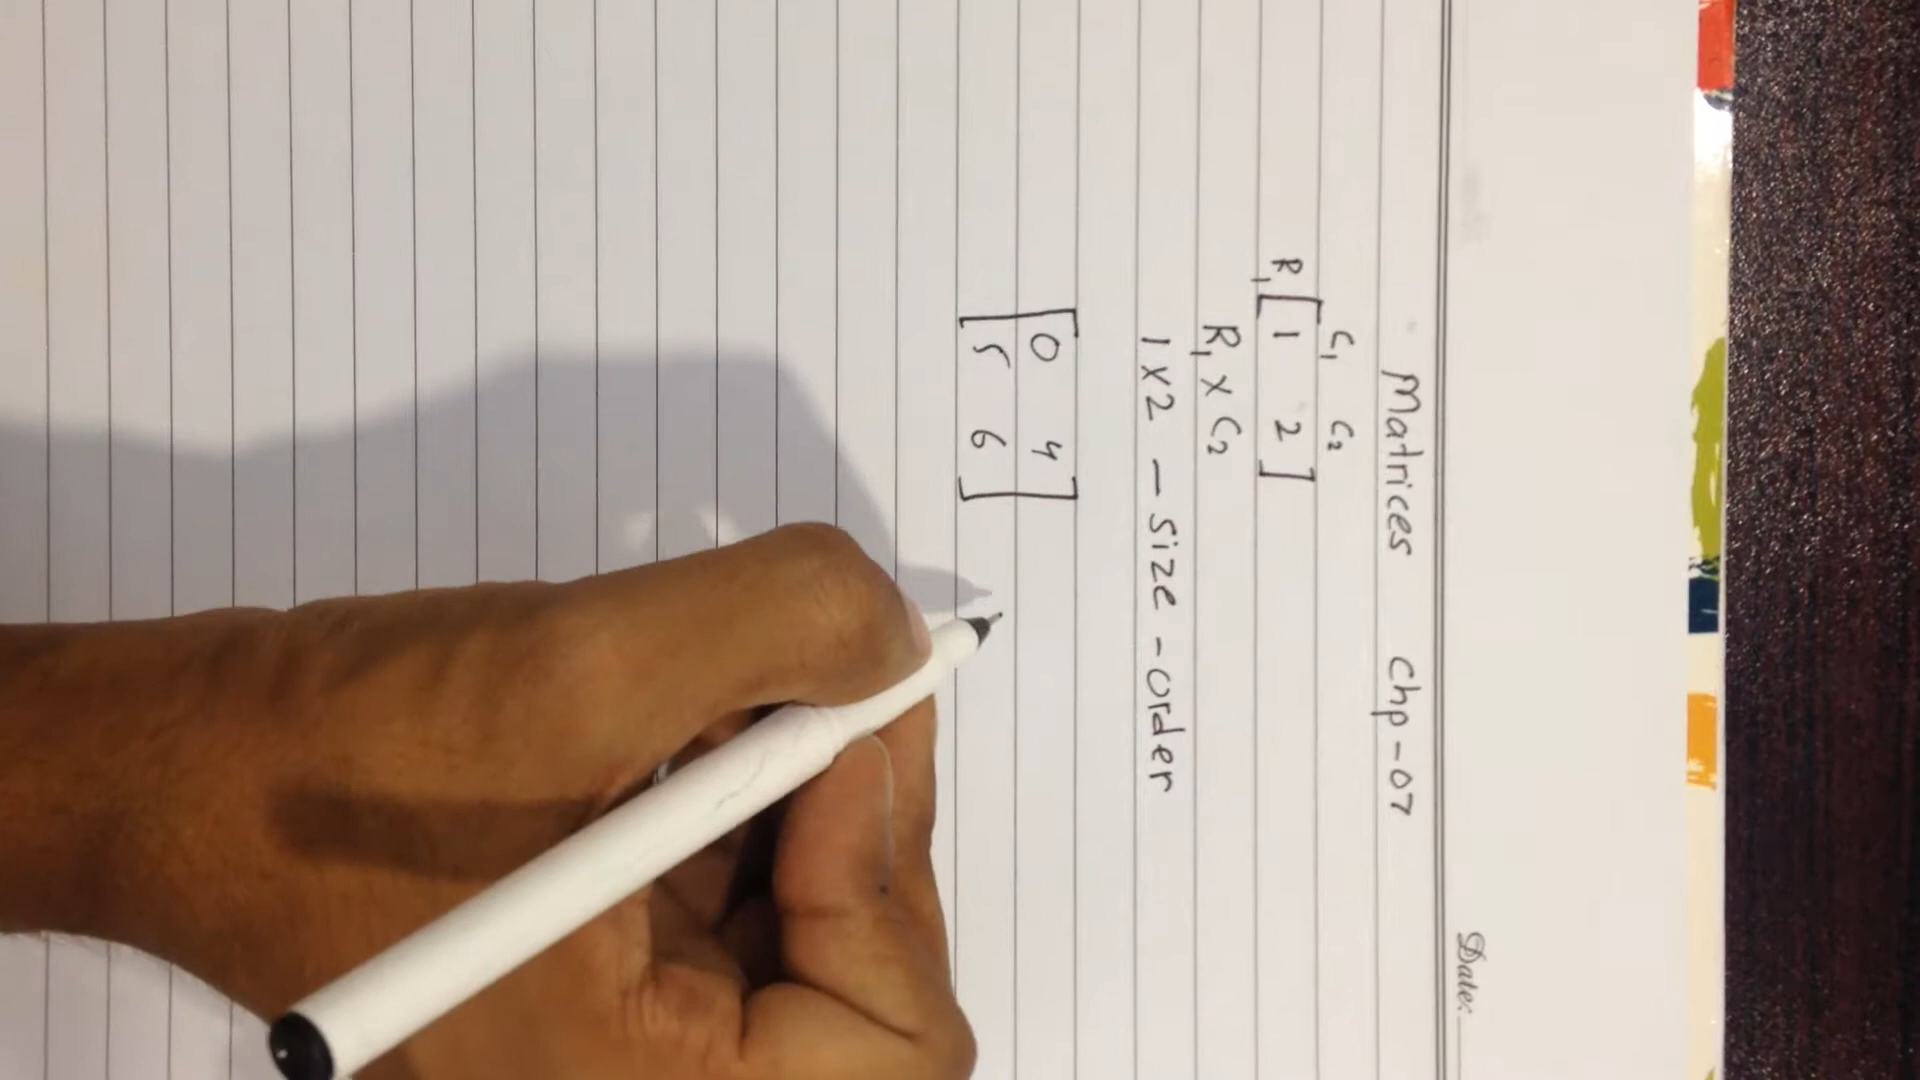 Date:
Matrices Chp-07
C1 C2
R1 [ 1 2 ]
R1 x C2
1x2 - size - order
[ 0 4
5 6 ]